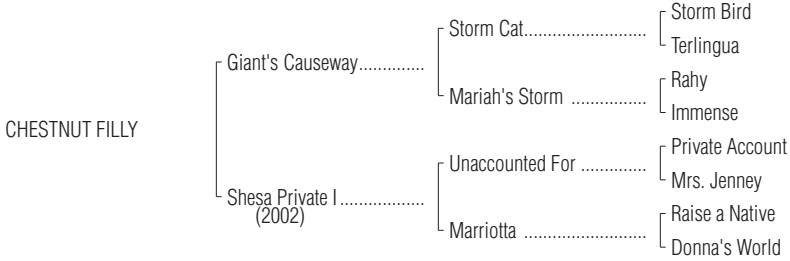 Storm Bird
Storm Cat..........................
Terlingua
Giant's Causeway..............
Rahy
Mariah's Storm ................
Immense
CHESTNUT FILLY
Private Account
Unaccounted For ..............
Mrs. Jenney
Shesa Private I..................
(2002)
Raise a Native
Marriotta ..........................
Donna's World